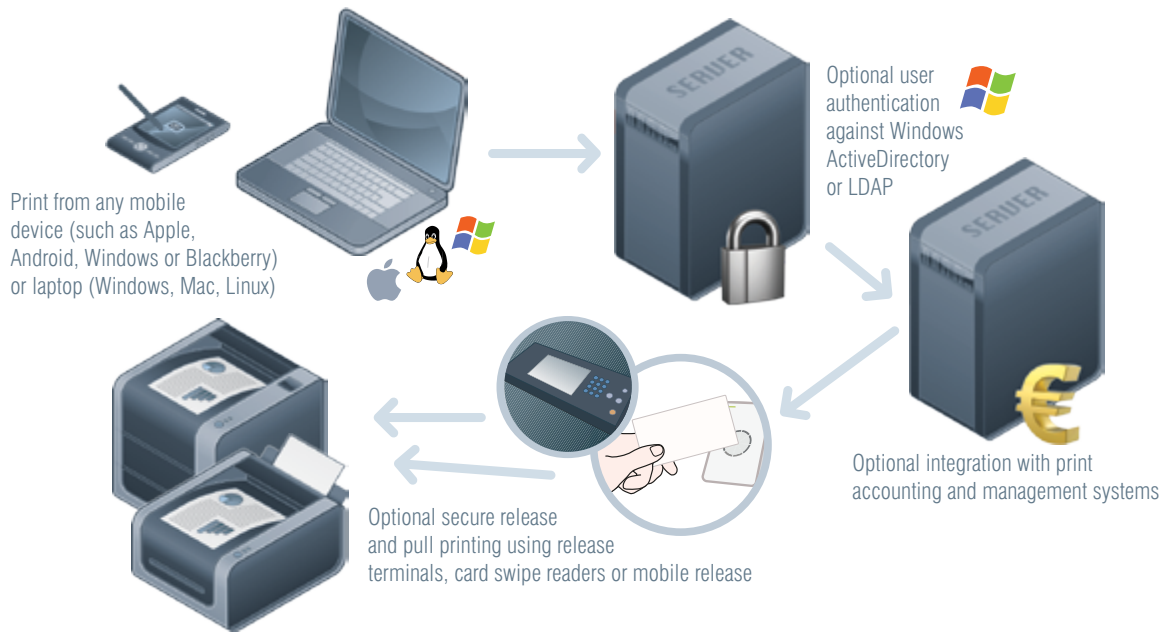 SERVER
Optional user
authentication
against Windows
ActiveDirectory
or LDAP
Print from any mobile
device (such as Apple,
Android, Windows or Blackberry)
or laptop (Windows, Mac, Linux)
SERVER
€
Optional integration with print
accounting and management systems
Optional secure release
and pull printing using release
terminals, card swipe readers or mobile release